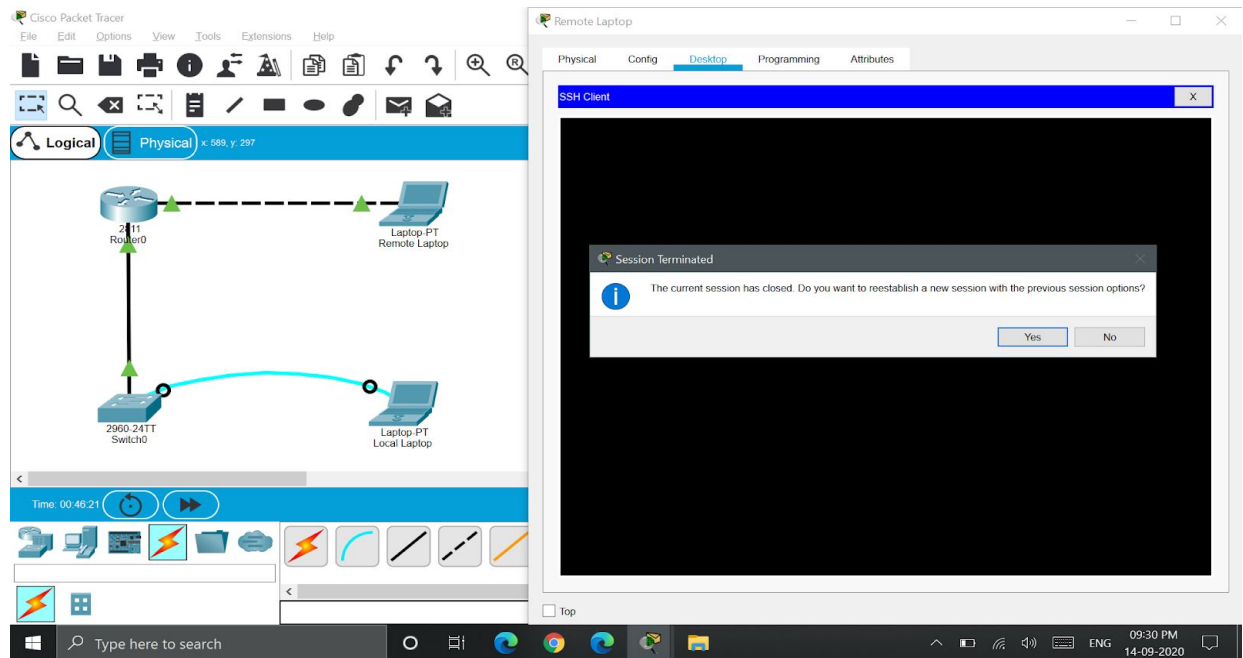 Cisco Packet Tracer
File Edit Options View Tools Extensions Help
Logical
Physical
x: 589, y: 297
2811
Router0
Laptop-PT
Remote Laptop
2960-24TT
Switch0
Laptop-PT
Local Laptop
Time: 00:46:21
Remote Laptop
Physical Config Desktop Programming Attributes
SSH Client
X
Session Terminated
The current session has closed. Do you want to reestablish a new session with the previous session options?
Yes No
Top
Type here to search
ENG
09:30 PM
14-09-2020